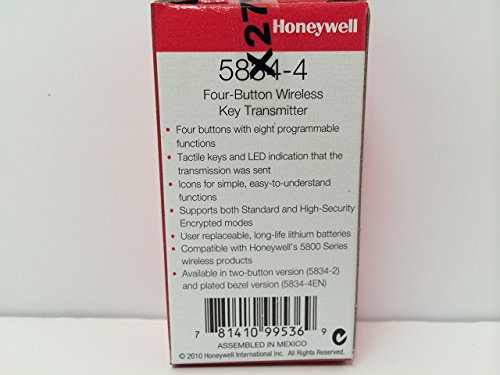 X27
Honeywell
5834-4
Four-Button Wireless
Key Transmitter
• Four buttons with eight programmable
functions
• Tactile keys and LED indication that the
transmission was sent
• Icons for simple, easy-to-understand
functions
• Supports both Standard and High-Security
Encrypted modes
• User replaceable, long-life lithium batteries
• Compatible with Honeywell's 5800 Series
wireless products
• Available in two-button version (5834-2)
and plated bezel version (5834-4EN)
7 81410 99536 9
ASSEMBLED IN MEXICO
© 2010 Honeywell International Inc. All Rights Reserved.